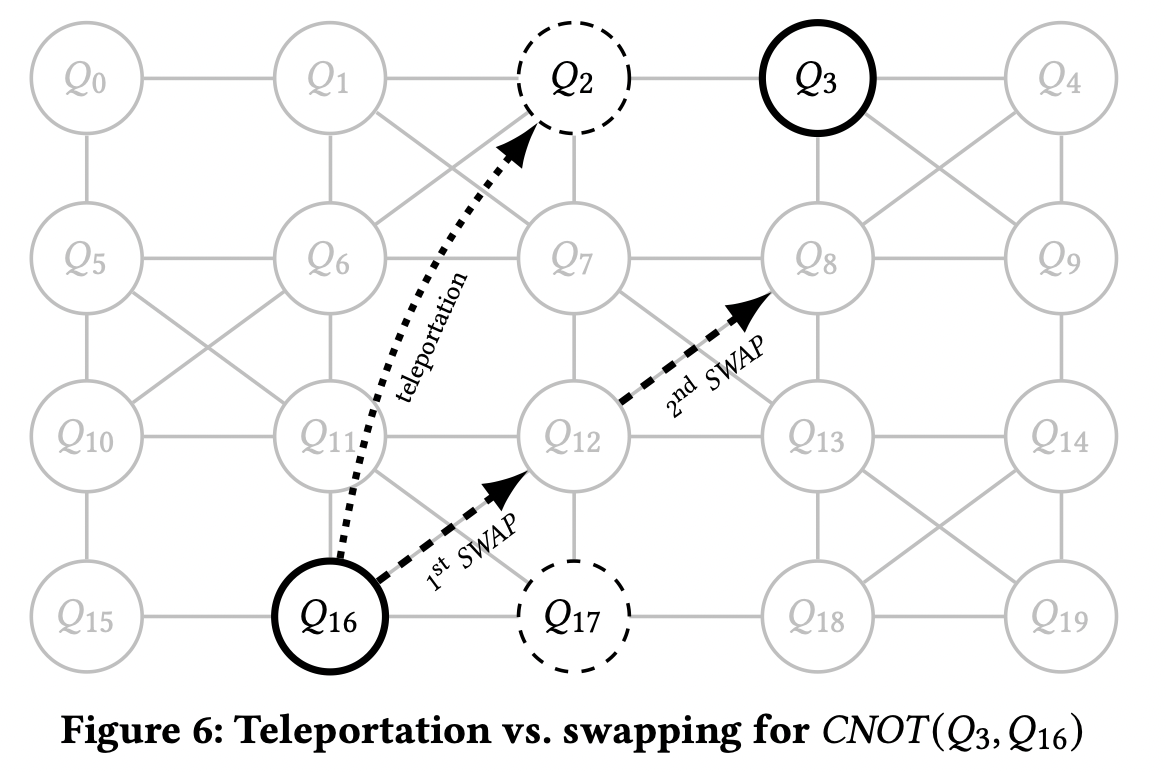 Q0 Q1 Q2 Q3 Q4
Q5 Q6 Q7 Q8 Q9
teleportation
2nd SWAP
Q10 Q11 Q12 Q13 Q14
1st SWAP
Q15 Q16 Q17 Q18 Q19
Figure 6: Teleportation vs. swapping for CNOT(Q3, Q16)